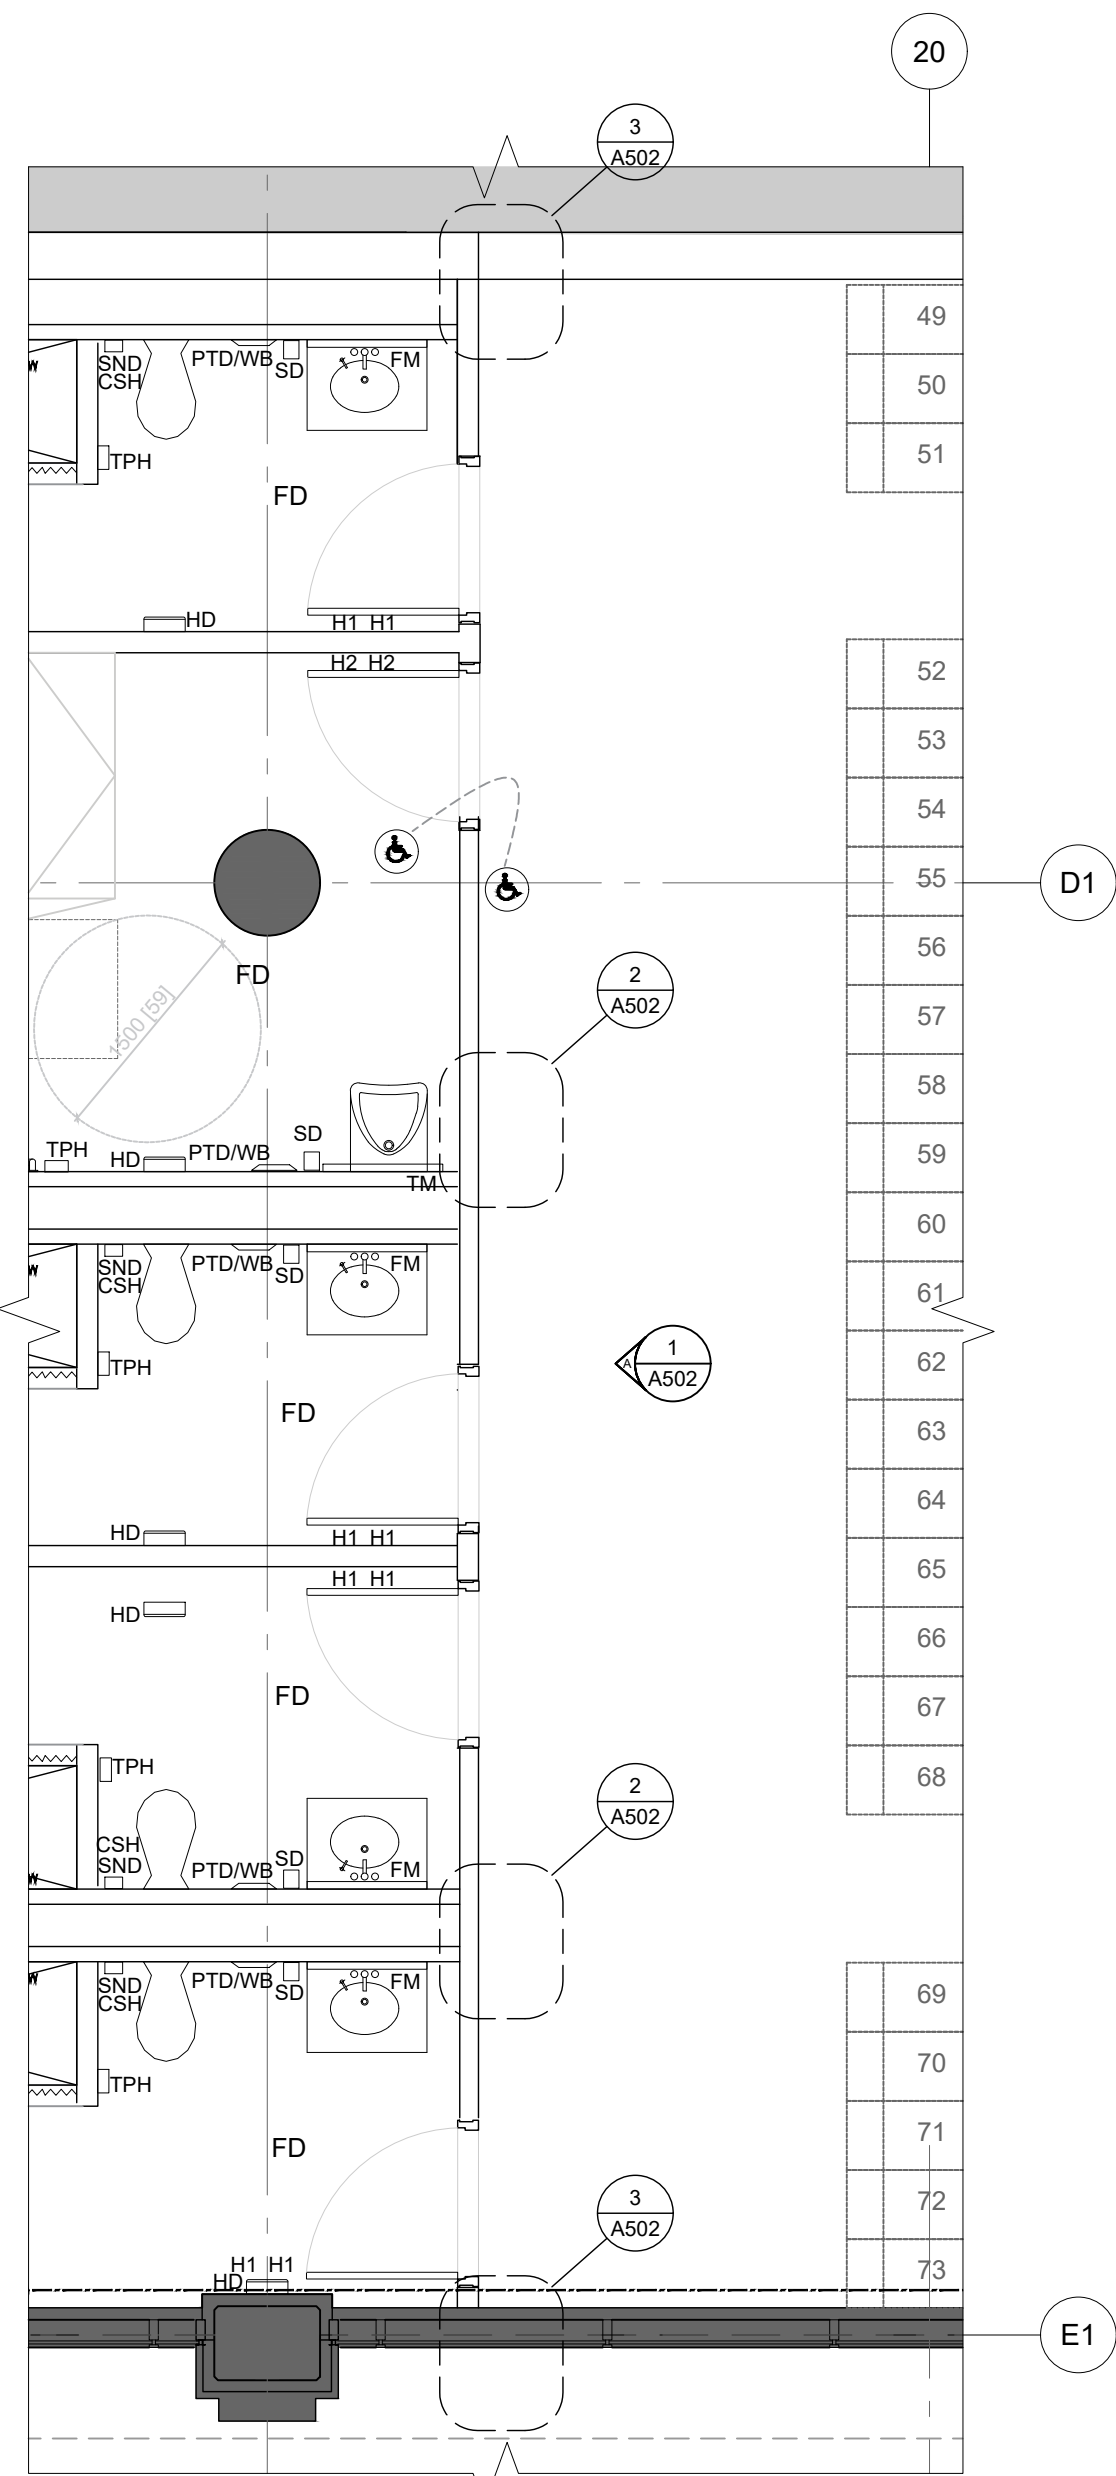 20
3
A502
49
SND
CSH
PTD/WB
SD
FM
50
TPH
51
FD
HD
H1 H1
H2 H2
52
53
54
55
D1
56
FD
2
A502
1500 [59]
57
58
TPH
HD
PTD/WB
SD
TM
59
60
SND
CSH
PTD/WB
SD
FM
61
TPH
A
1
A502
62
FD
63
64
HD
H1 H1
65
H1 H1
HD
66
FD
67
TPH
68
2
A502
CSH
SND
PTD/WB
SD
FM
SND
CSH
PTD/WB
SD
FM
69
TPH
70
FD
71
3
A502
72
H1 H1
HD
73
E1